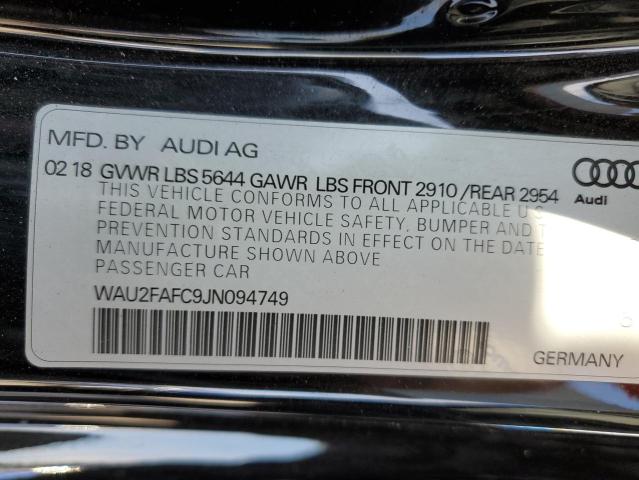 MFD. BY AUDI AG
02 18 GVWR LBS 5644 GAWR LBS FRONT 2910 /REAR 2954
THIS VEHICLE CONFORMS TO ALL APPLICABLE U.S.
FEDERAL MOTOR VEHICLE SAFETY, BUMPER AND
PREVENTION STANDARDS IN EFFECT ON THE DATE
MANUFACTURE SHOWN ABOVE
PASSENGER CAR
WAU2FAFC9JN094749
Audi
GERMANY